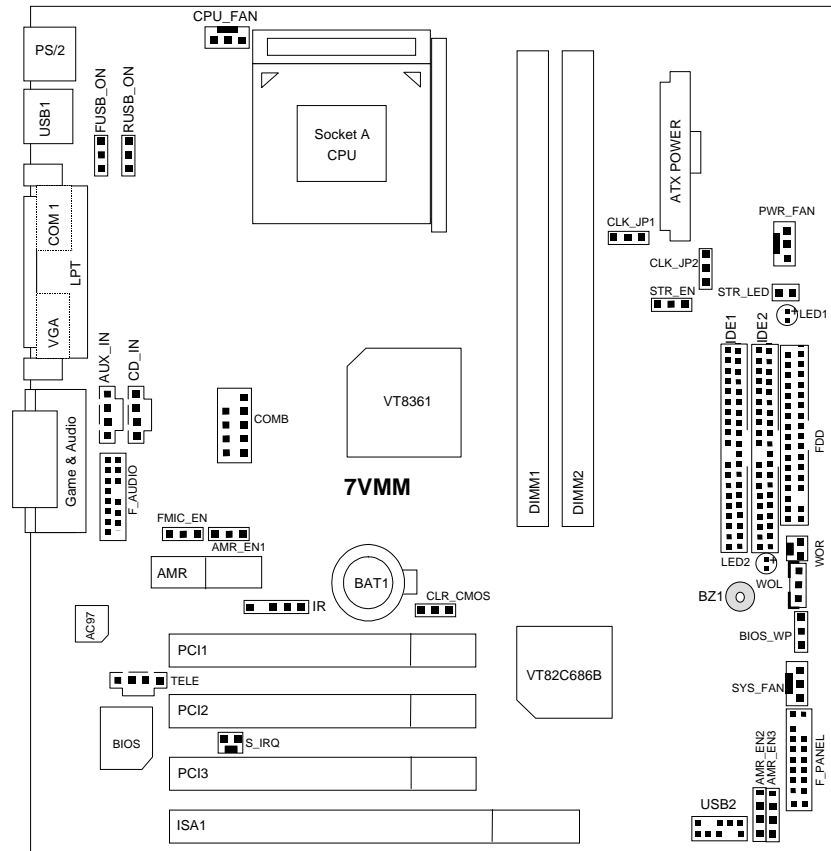 CPU_FAN
PS/2
USB1
FUSB_ON
RUSB_ON
Socket A
CPU
ATX POWER
CLK_JP1
PWR_FAN
COM 1
LPT
VGA
CLK_JP2
STR_EN
STR_LED
+
LED1
IDE1
IDE2
FDD
AUX_IN
CD_IN
VT8361
COMB
Game & Audio
F_AUDIO
7VMM
DIMM1
DIMM2
FMIC_EN
AMR_EN1
AMR
BAT1
IR
CLR_CMOS
WOR
+
LED2
WOL
BZ1
AC97
BIOS_WP
PCI1
VT82C686B
TELE
SYS_FAN
PCI2
BIOS
S_IRQ
PCI3
AMR_EN2
AMR_EN3
F_PANEL
USB2
ISA1